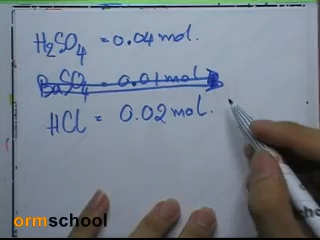 H₂SO₄ = 0.04 mol.
BaSO₄ = 0.01 mol
HCl = 0.02 mol.
ormschool